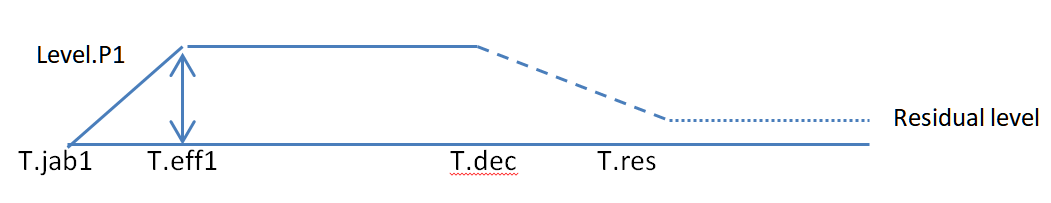 Level.P1
Residual level
T.jab1
T.eff1
T.dec
T.res